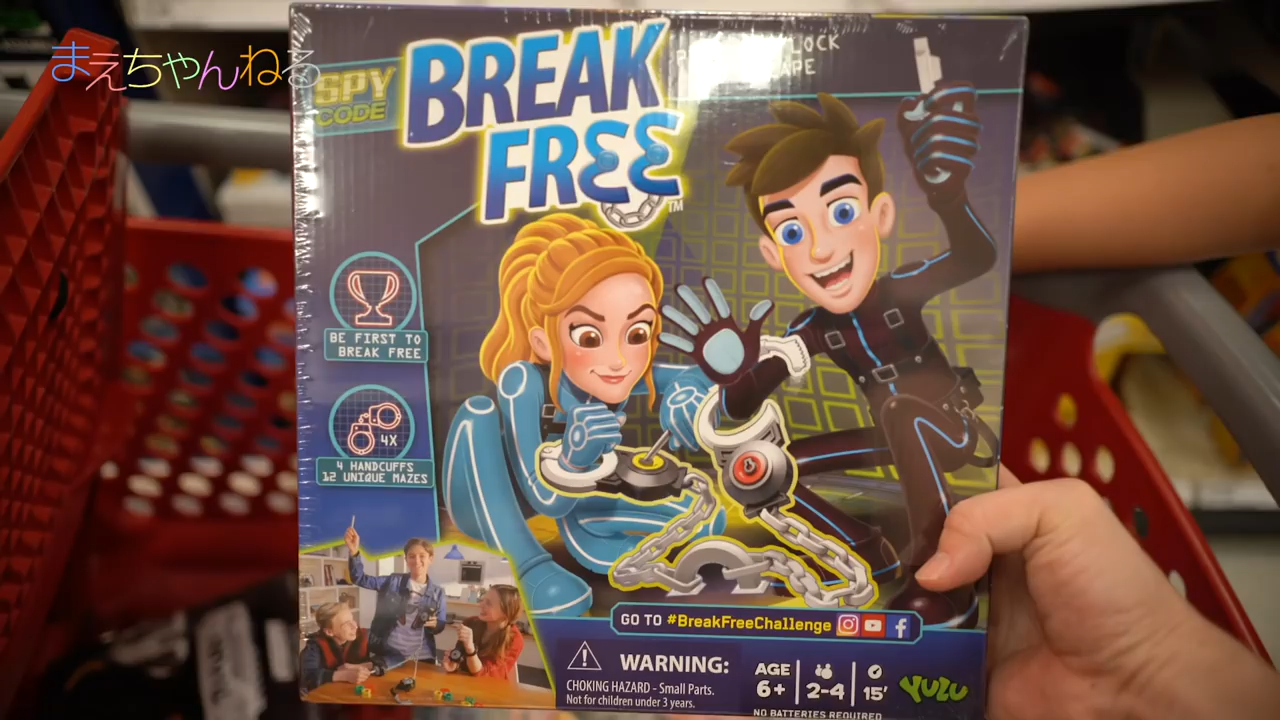 まえちゃんねる
SPY
CODE
BREAK
FREE
TM
LOCK
BE FIRST TO
BREAK FREE
4X
4 HANDCUFFS
12 UNIQUE MAZES
GO TO #BreakFreeChallenge
WARNING:
CHOKING HAZARD - Small Parts.
Not for children under 3 years.
AGE
6+
2-4
15'
YULU
NO BATTERIES REQUIRED